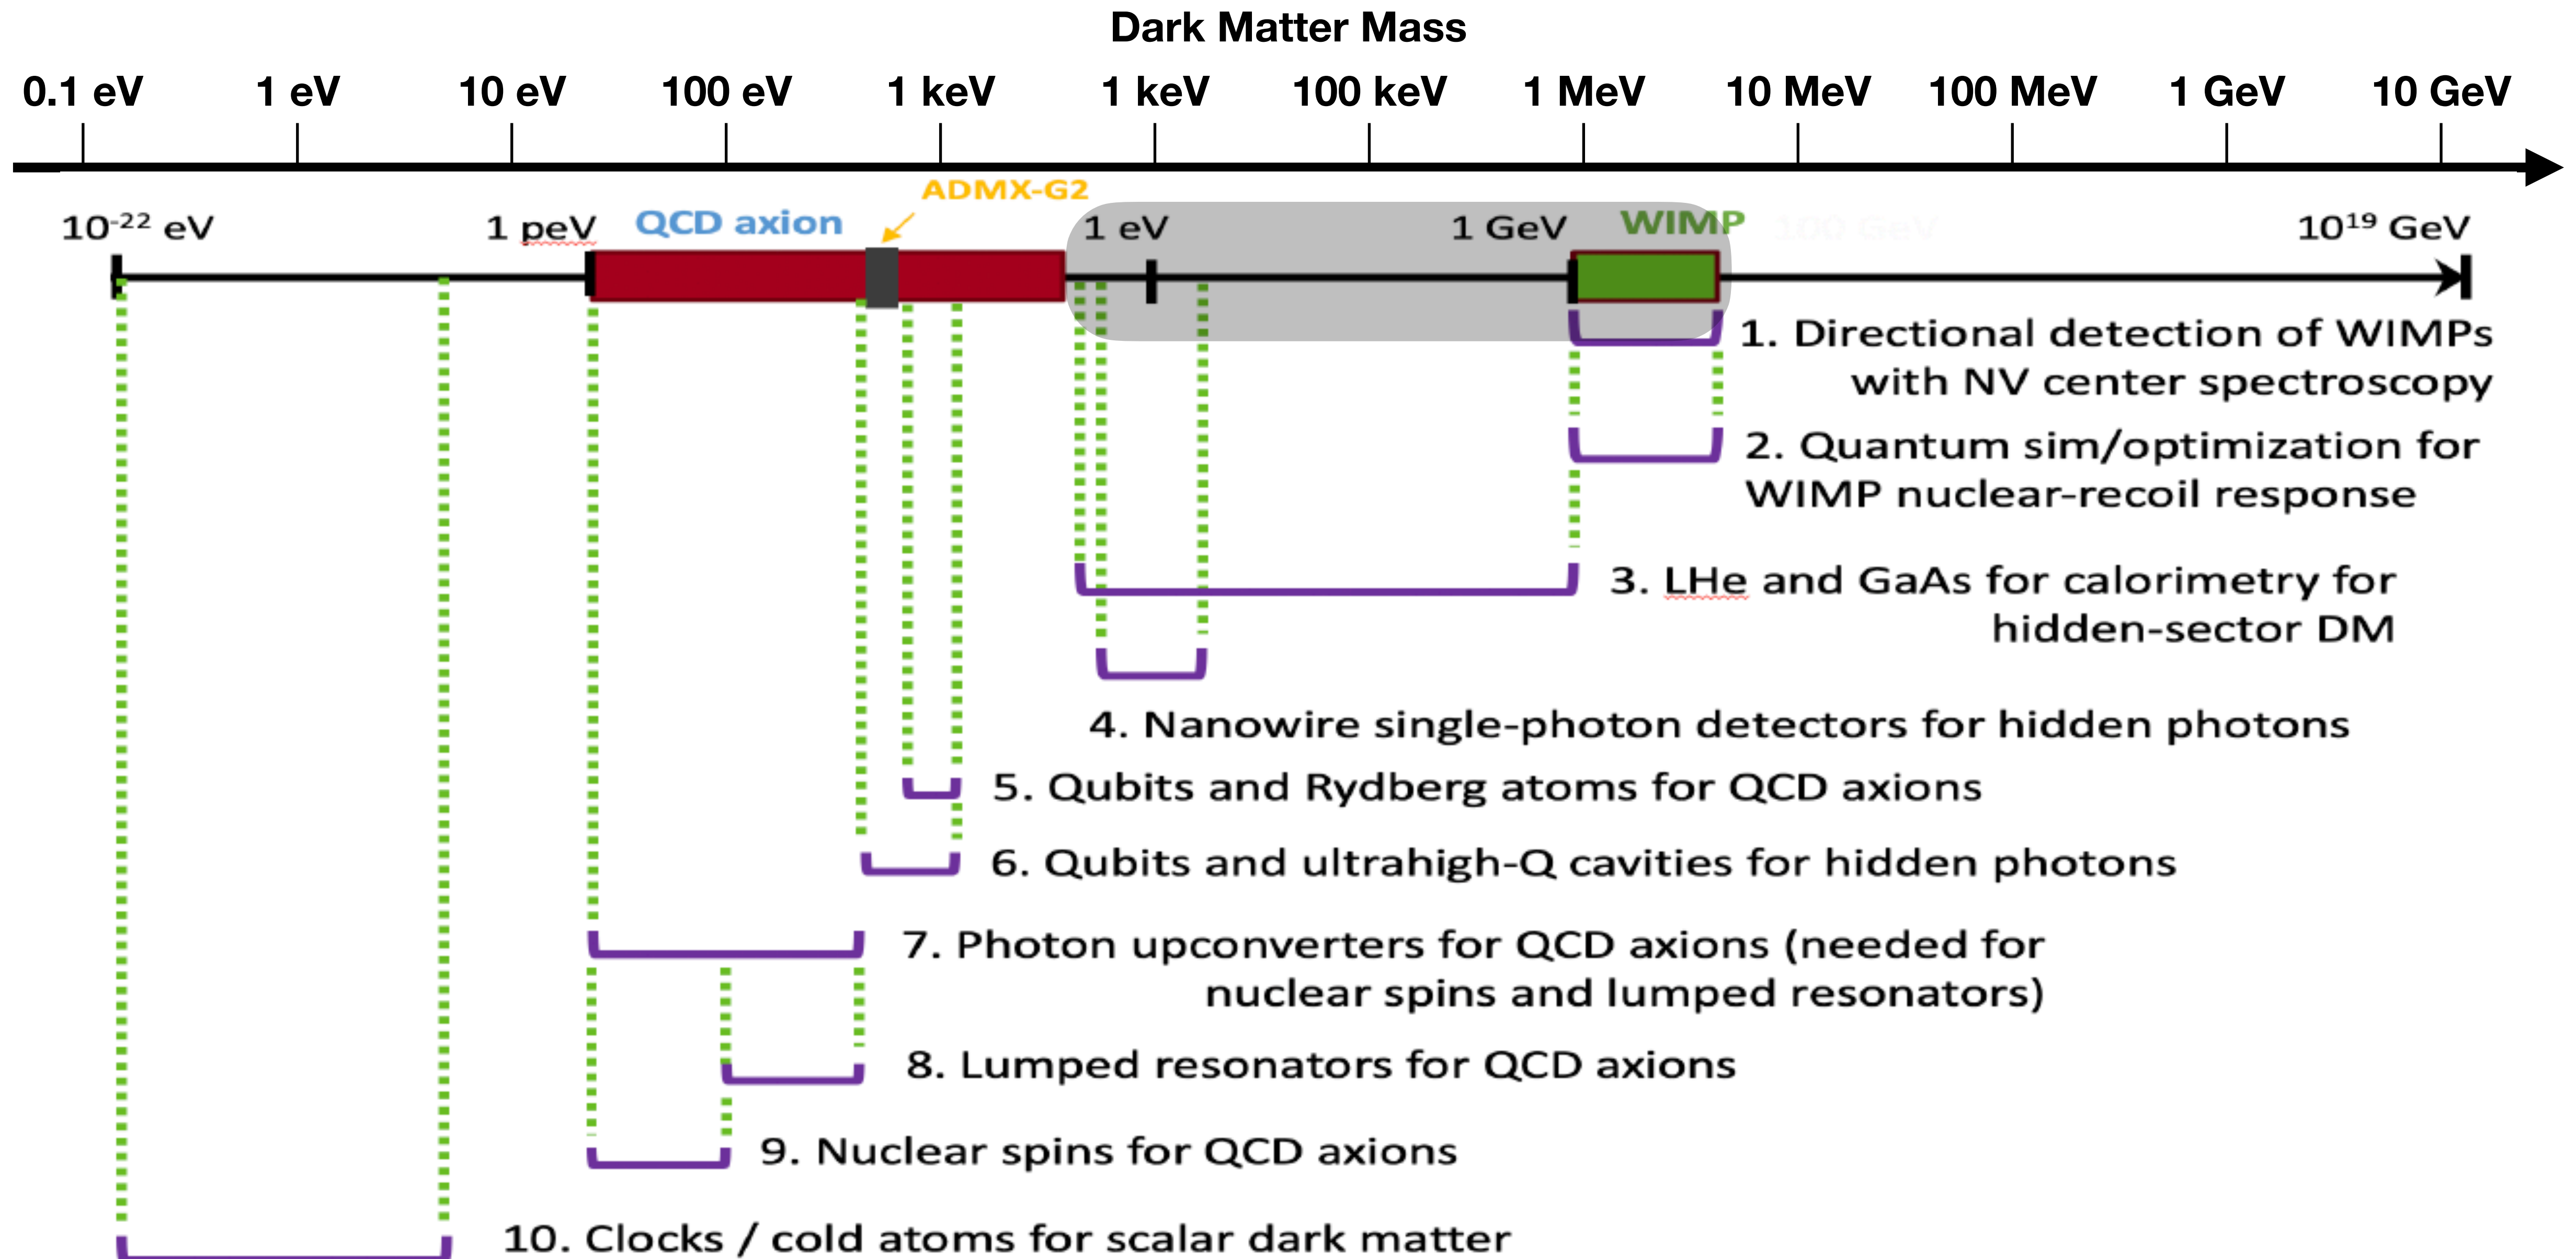 Dark Matter Mass
0.1 eV 1 eV 10 eV 100 eV 1 keV 1 keV 100 keV 1 MeV 10 MeV 100 MeV 1 GeV 10 GeV
ADMX-G2
10-22 eV 1 peV QCD axion 1 eV 1 GeV WIMP 100 GeV 1019 GeV
1. Directional detection of WIMPs
with NV center spectroscopy
2. Quantum sim/optimization for
WIMP nuclear-recoil response
3. LHe and GaAs for calorimetry for
hidden-sector DM
4. Nanowire single-photon detectors for hidden photons
5. Qubits and Rydberg atoms for QCD axions
6. Qubits and ultrahigh-Q cavities for hidden photons
7. Photon upconverters for QCD axions (needed for
nuclear spins and lumped resonators)
8. Lumped resonators for QCD axions
9. Nuclear spins for QCD axions
10. Clocks / cold atoms for scalar dark matter